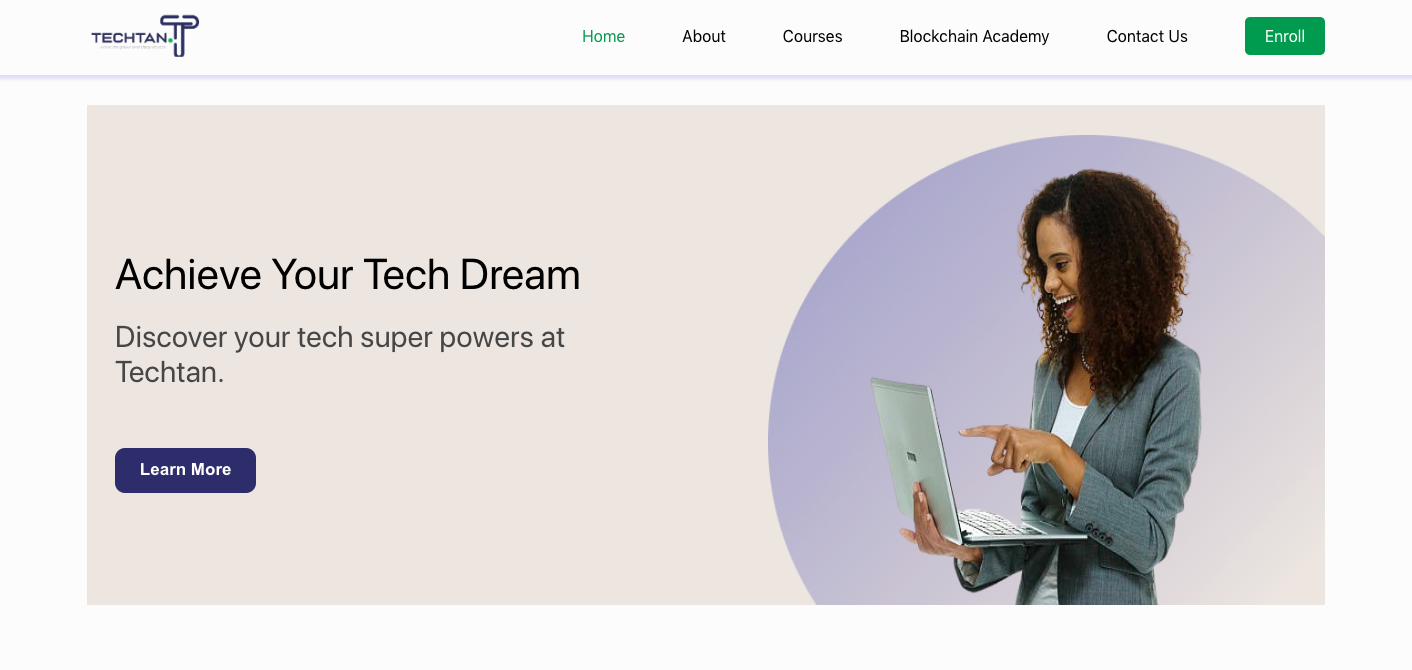 TECHTAN
Home
About
Courses
Blockchain Academy
Contact Us
Enroll
Achieve Your Tech Dream
Discover your tech super powers at
Techtan.
Learn More